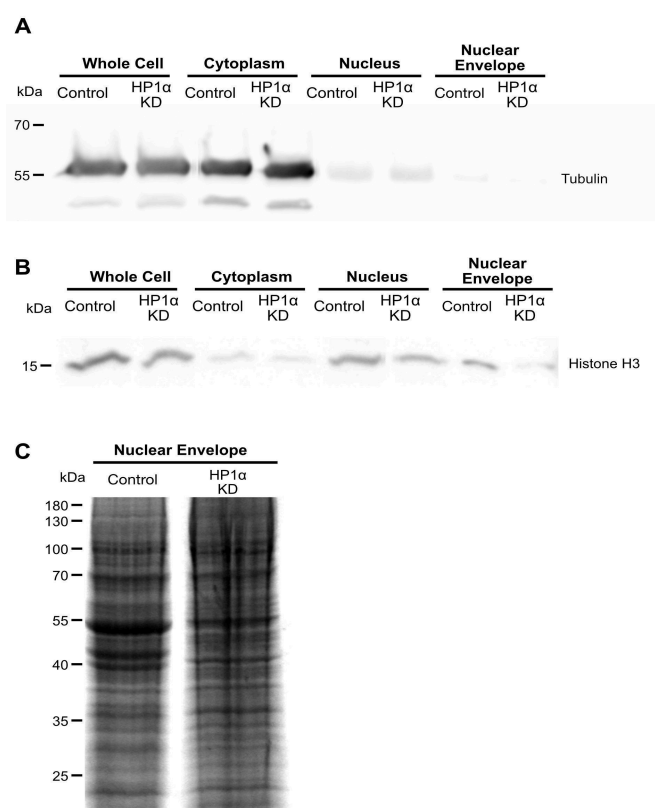 A
Whole Cell Cytoplasm Nucleus Nuclear Envelope
kDa Control HP1α KD Control HP1α KD Control HP1α KD Control HP1α KD
70
55
Tubulin
B
Whole Cell Cytoplasm Nucleus Nuclear Envelope
kDa Control HP1α KD Control HP1α KD Control HP1α KD Control HP1α KD
15
Histone H3
C
Nuclear Envelope
kDa Control HP1α KD
180
130
100
70
55
40
35
25